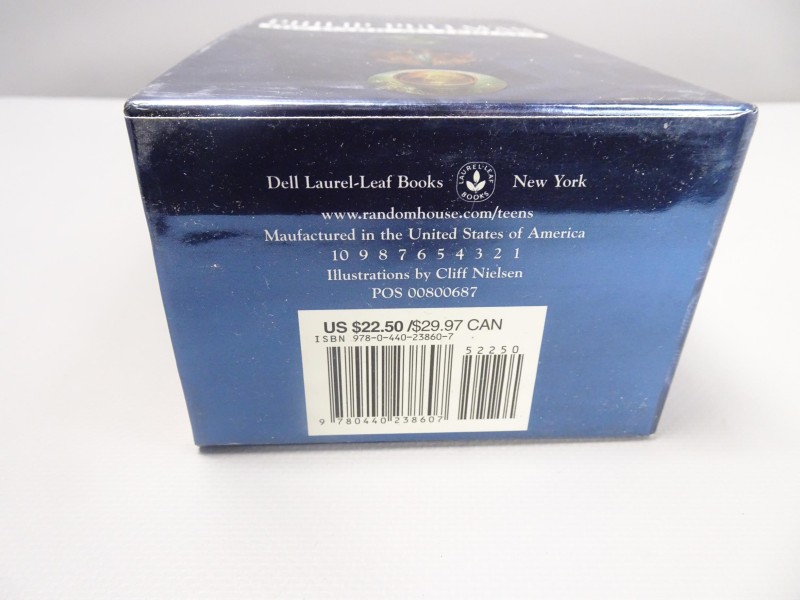 Dell Laurel-Leaf Books LAUREL-LEAF BOOKS New York
www.randomhouse.com/teens
Maufactured in the United States of America
10 9 8 7 6 5 4 3 2 1
Illustrations by Cliff Nielsen
POS 00800687
US $22.50 /$29.97 CAN
ISBN 978-0-440-23860-7
52250
9 780440 238607